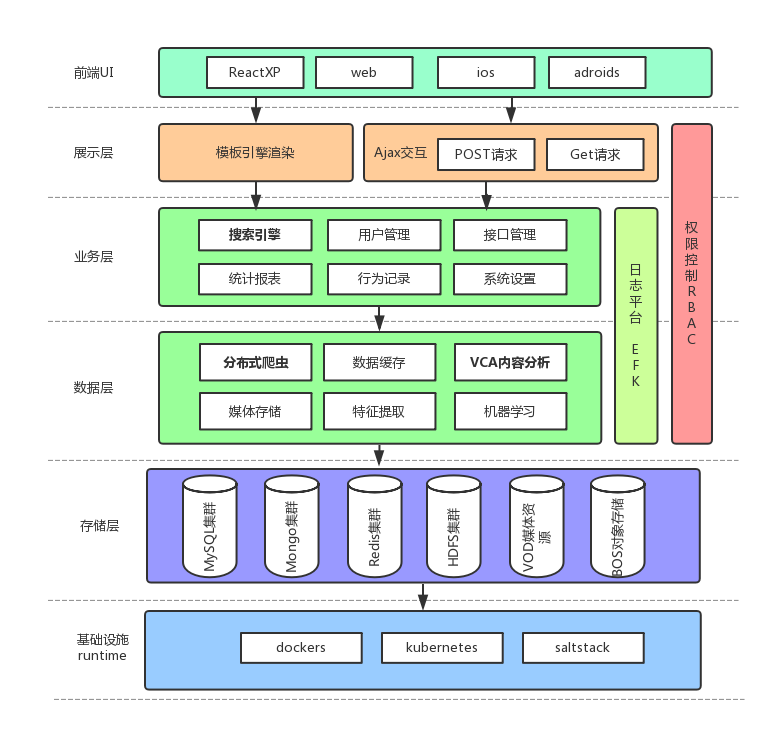 前端UI
ReactXP
web
ios
adroids
展示层
模板引擎渲染
Ajax交互
POST请求
Get请求
业务层
搜索引擎
用户管理
接口管理
统计报表
行为记录
系统设置
日志平台 EFK
权限控制RBAC
数据层
分布式爬虫
数据缓存
VCA内容分析
媒体存储
特征提取
机器学习
存储层
MySQL集群
Mongo集群
Redis集群
HDFS集群
VOD媒体资
源
BOS对象存储
基础设施
runtime
dockers
kubernetes
saltstack